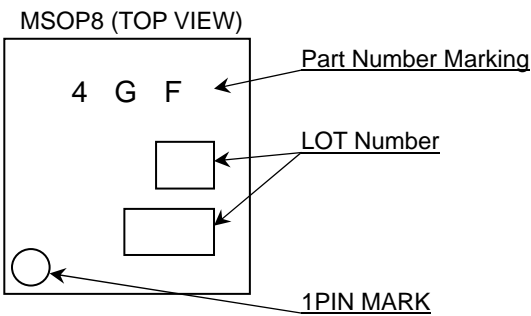 MSOP8 (TOP VIEW)
Part Number Marking
4 G F
LOT Number
1PIN MARK